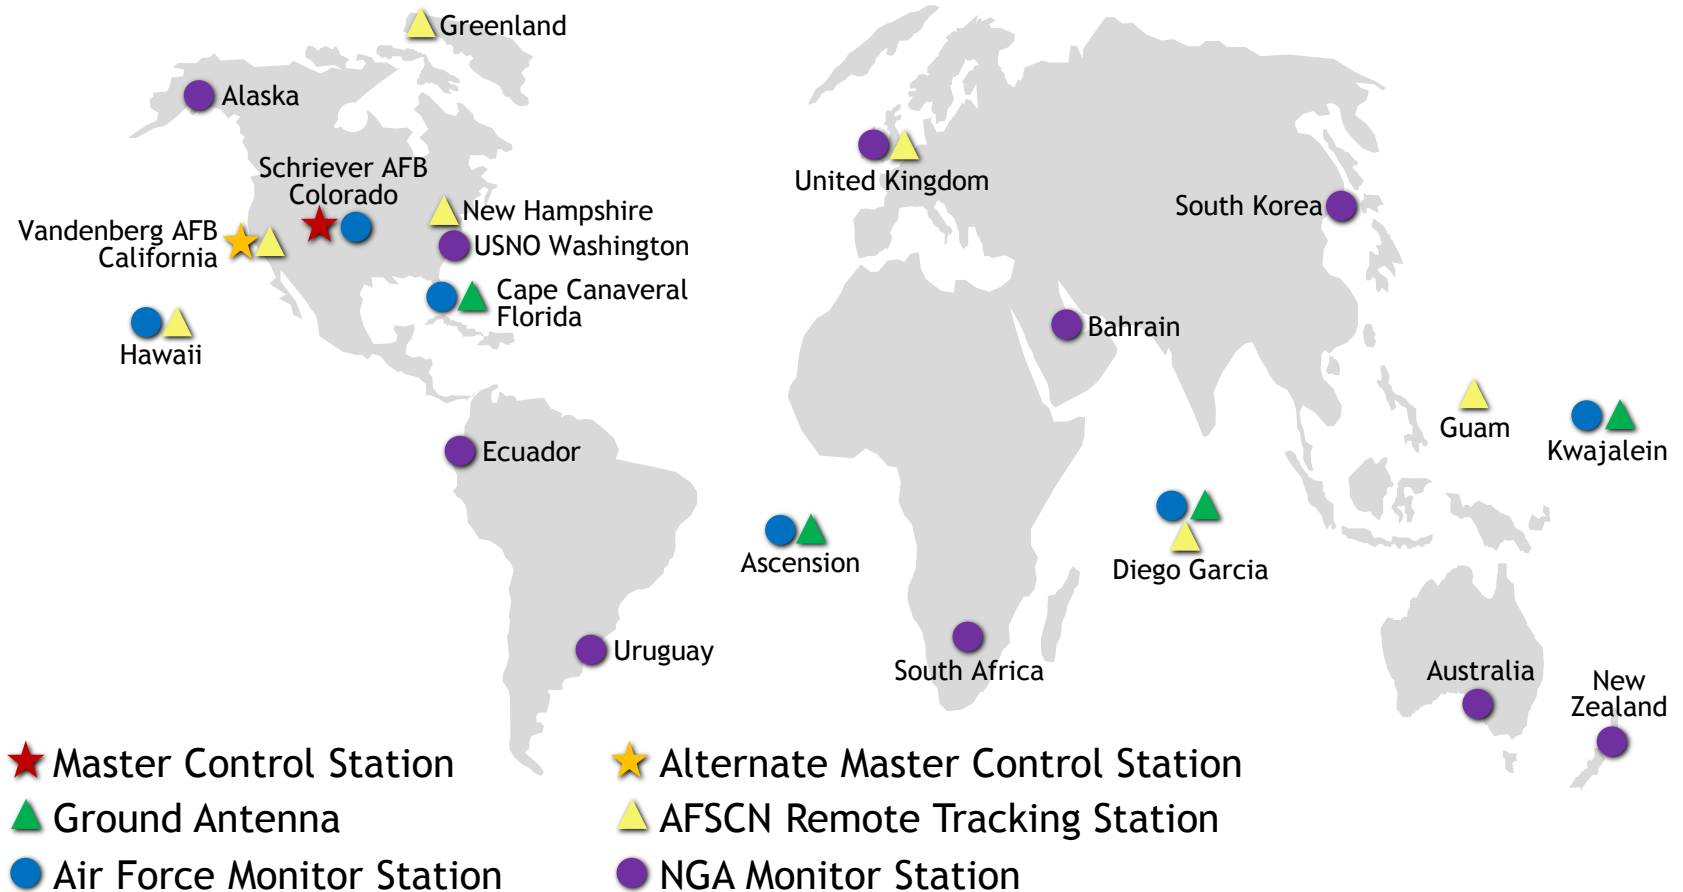 Greenland
Alaska
Schriever AFB
Colorado
New Hampshire
USNO Washington
Vandenberg AFB
California
Cape Canaveral
Florida
Hawaii
United Kingdom
South Korea
Bahrain
Guam
Kwajalein
Ecuador
Ascension
Diego Garcia
Uruguay
South Africa
Australia
New
Zealand
Master Control Station
Alternate Master Control Station
Ground Antenna
AFSCN Remote Tracking Station
Air Force Monitor Station
NGA Monitor Station